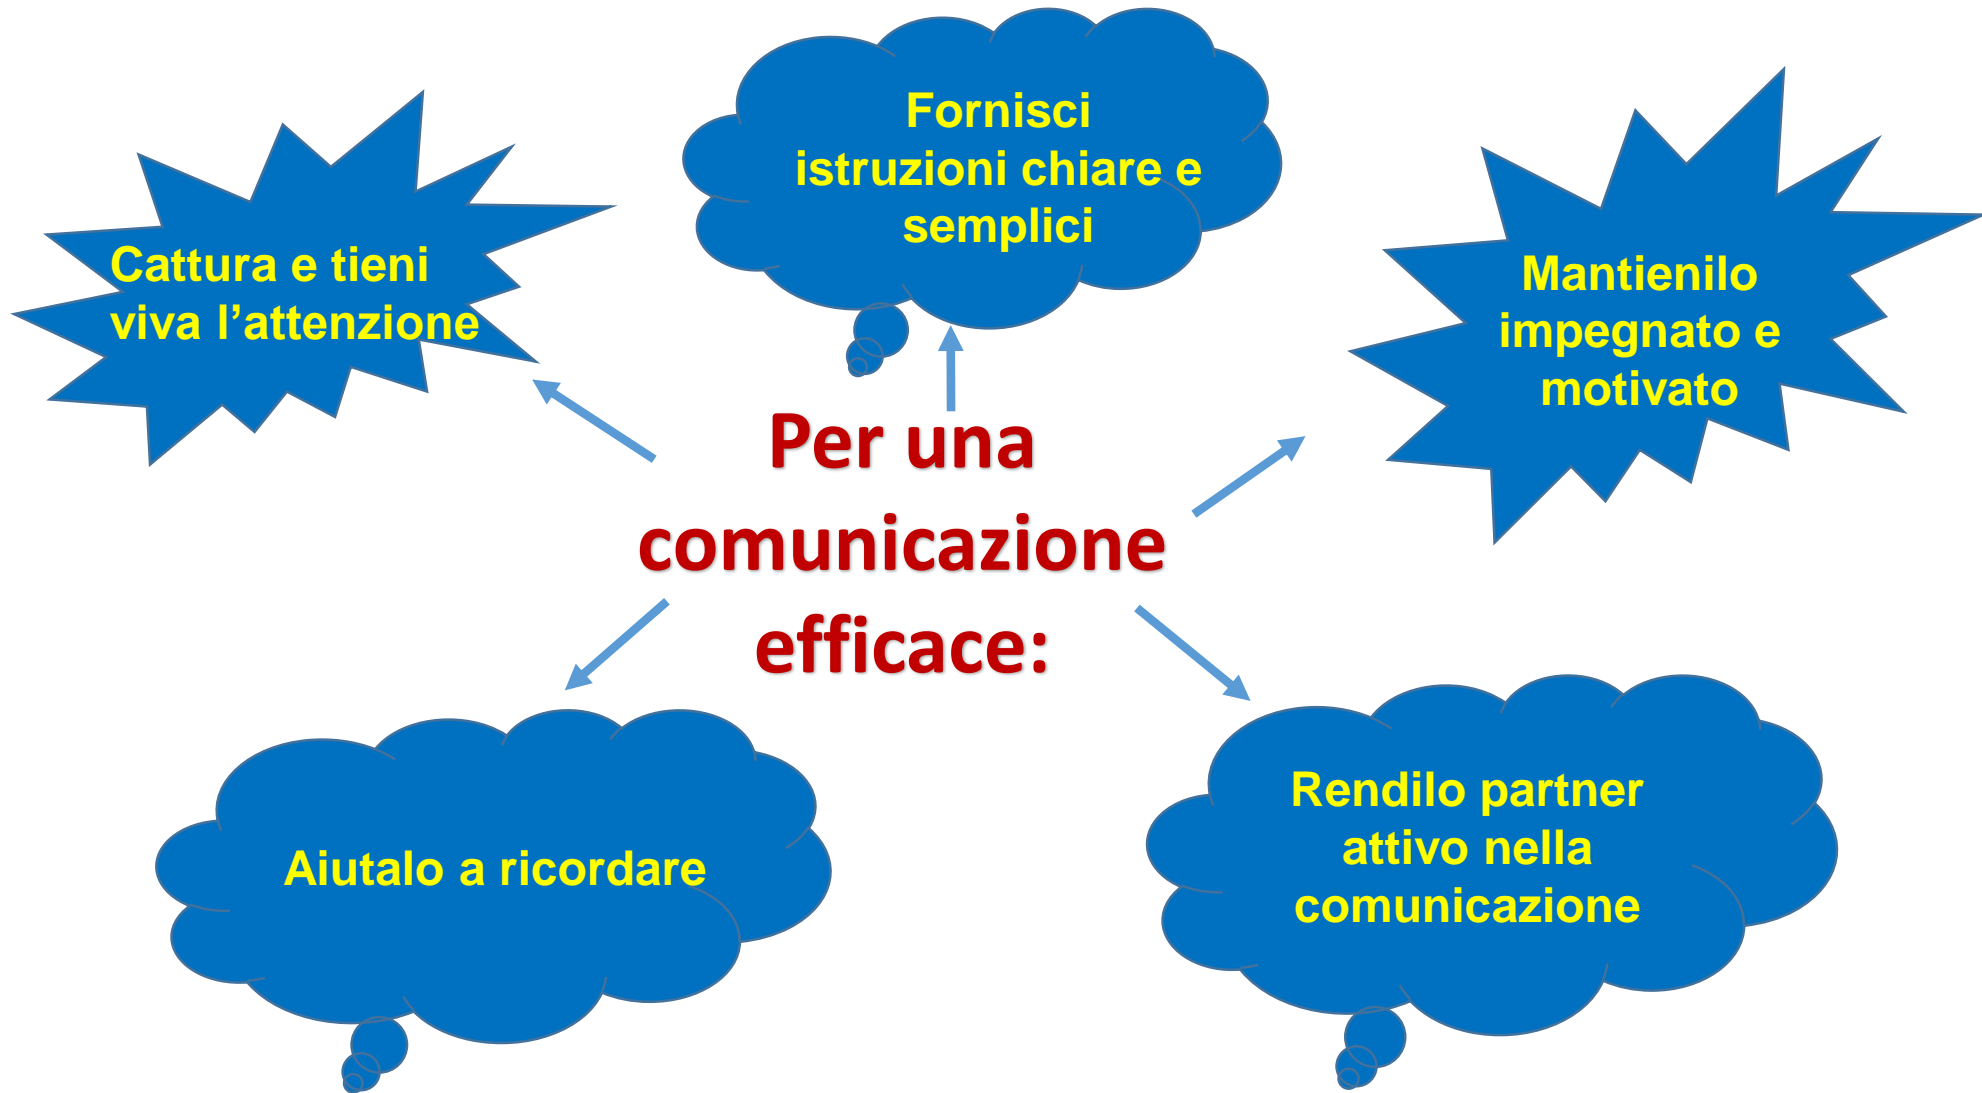 Fornisci
istruzioni chiare e
semplici
Cattura e tieni
viva l’attenzione
Mantienilo
impegnato e
motivato
Per una
comunicazione
efficace:
Aiutalo a ricordare
Rendilo partner
attivo nella
comunicazione